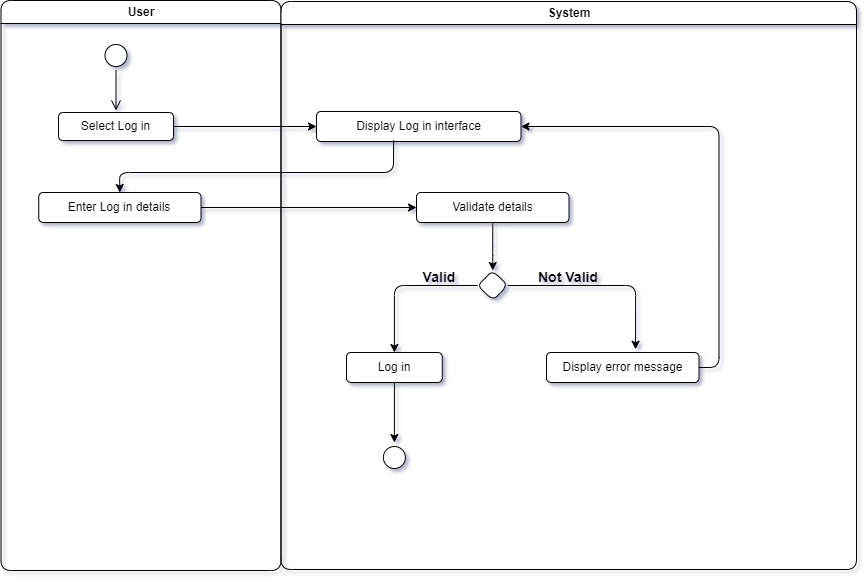 User
System
Select Log in
Display Log in interface
Enter Log in details
Validate details
Valid
Not Valid
Log in
Display error message